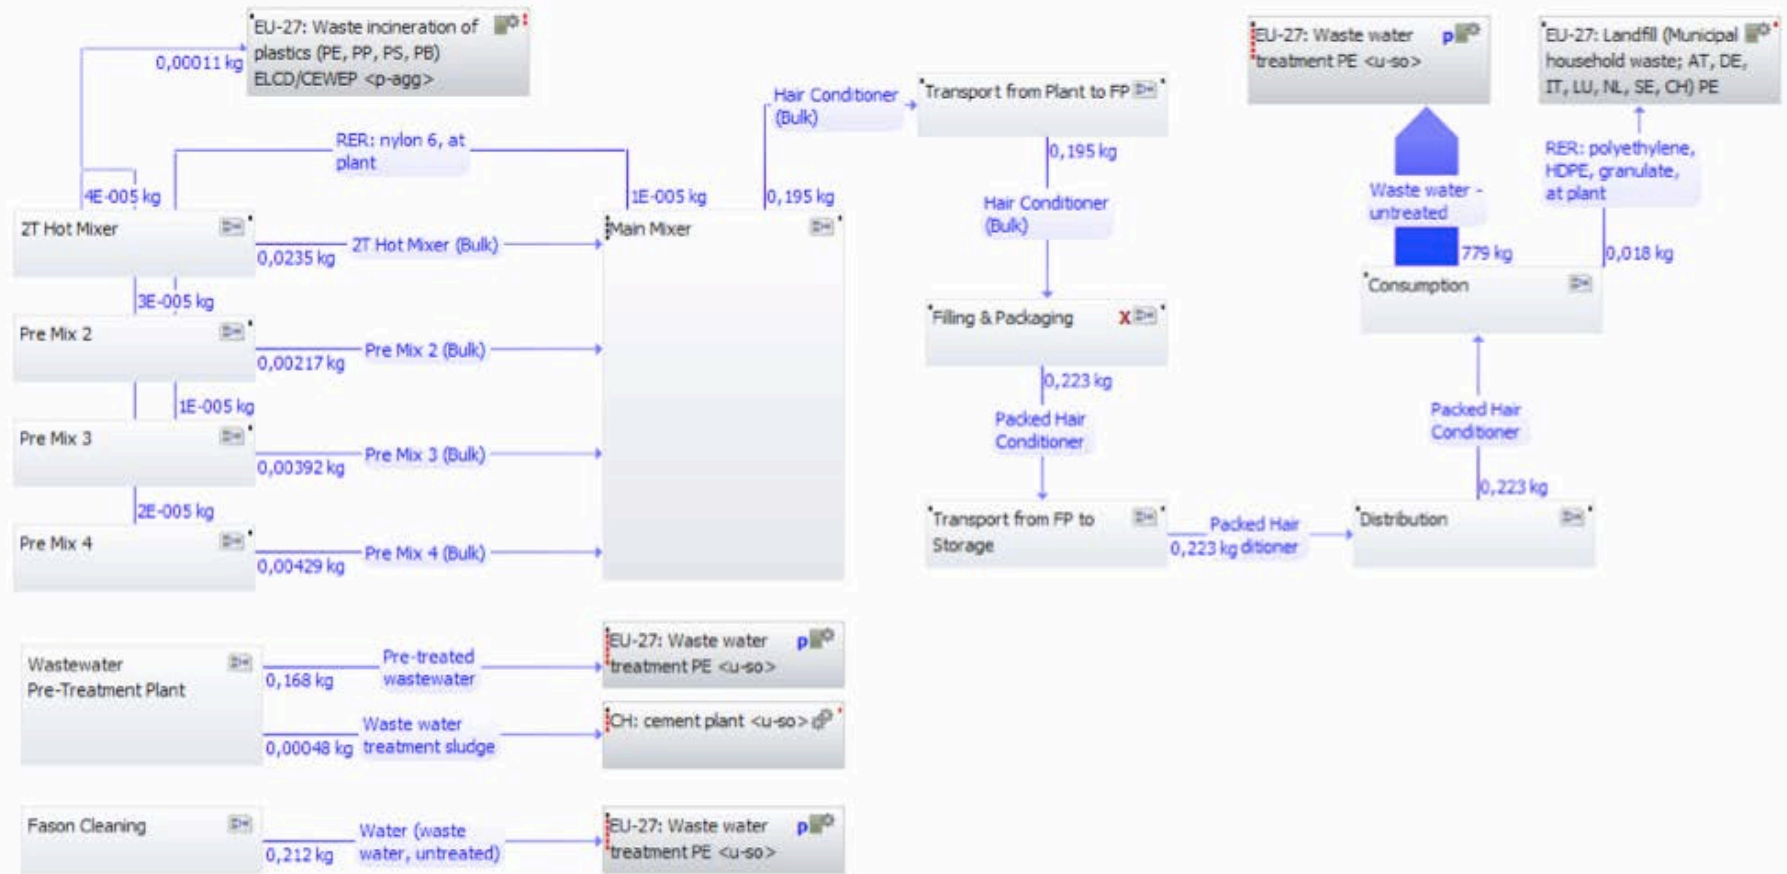 EU-27: Waste incineration of
plastics (PE, PP, PS, PB)
ELCD/CEWEP <p-agg>
0,00011 kg
RER: nylon 6, at
plant
4E-005 kg
1E-005 kg
0,195 kg
2T Hot Mixer
0,0235 kg
2T Hot Mixer (Bulk)
Main Mixer
3E-005 kg
Pre Mix 2
0,00217 kg
Pre Mix 2 (Bulk)
1E-005 kg
Pre Mix 3
0,00392 kg
Pre Mix 3 (Bulk)
2E-005 kg
Pre Mix 4
0,00429 kg
Pre Mix 4 (Bulk)
Hair Conditioner
(Bulk)
Transport from Plant to FP
0,195 kg
Hair Conditioner
(Bulk)
Filling & Packaging
X
0,223 kg
Packed Hair
Conditioner
Transport from FP to
Storage
Packed Hair
0,223 kg ditioner
Distribution
0,223 kg
Packed Hair
Conditioner
Consumption
779 kg
Waste water -
untreated
EU-27: Waste water
treatment PE <u-so>
p
0,018 kg
RER: polyethylene,
HDPE, granulate,
at plant
EU-27: Landfill (Municipal
household waste; AT, DE,
IT, LU, NL, SE, CH) PE
Wastewater
Pre-Treatment Plant
0,168 kg
Pre-treated
wastewater
EU-27: Waste water
treatment PE <u-so>
p
0,00048 kg
Waste water
treatment sludge
CH: cement plant <u-so>
Fason Cleaning
0,212 kg
Water (waste
water, untreated)
EU-27: Waste water
treatment PE <u-so>
p